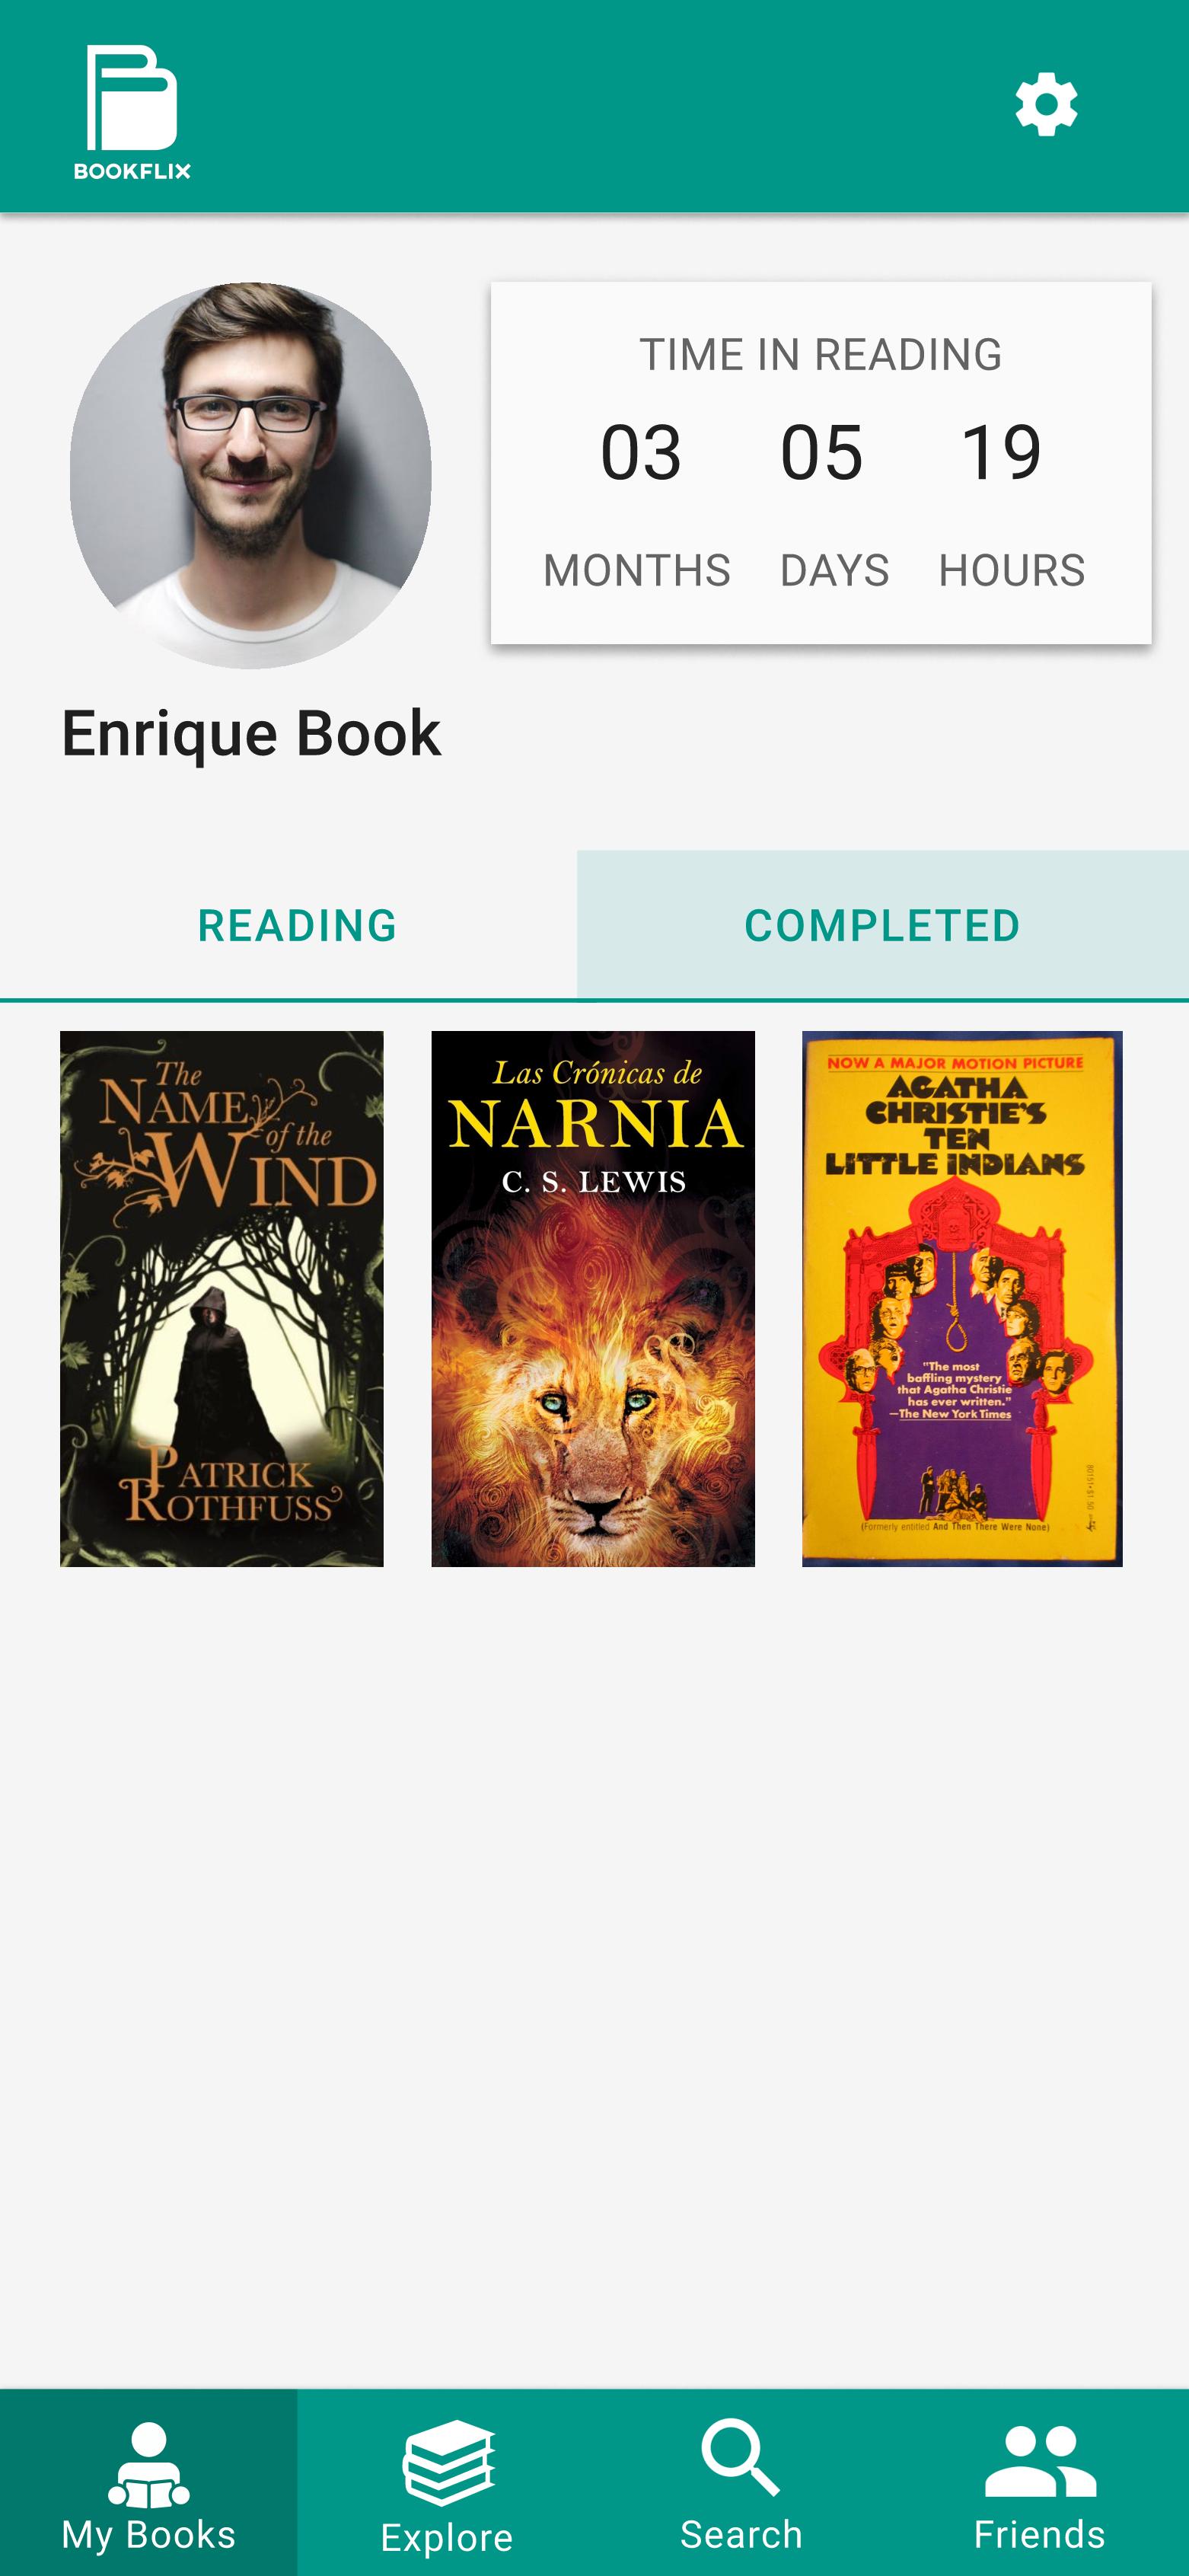 BOOKFLIX
TIME IN READING
03 05 19
MONTHS DAYS HOURS
Enrique Book
READING COMPLETED
The
NAME
of the
WIND
PATRICK
ROTHFUSS
Las Crónicas de
NARNIA
C. S. LEWIS
NOW A MAJOR MOTION PICTURE
AGATHA
CHRISTIE'S
TEN
LITTLE INDIANS
"The most
baffling mystery
that Agatha Christie
has ever written."
—The New York Times
(Formerly entitled And Then There Were None)
My Books Explore Search Friends